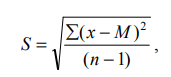 S = √(Σ(x − M)² / (n − 1)) ,